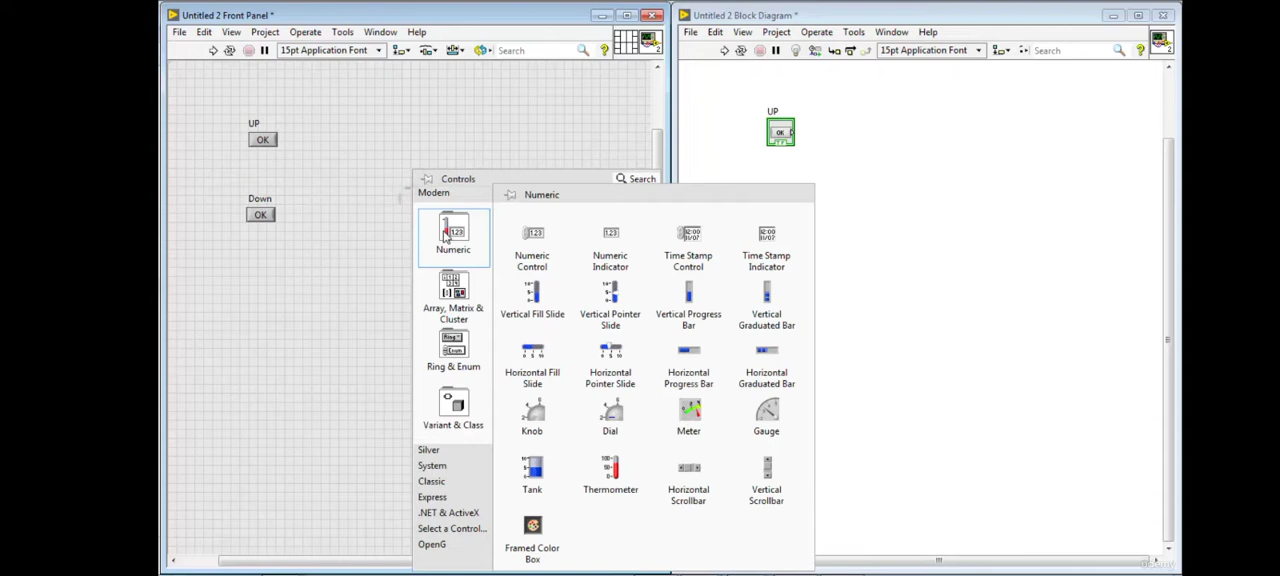 Untitled 2 Front Panel *
File Edit View Project Operate Tools Window Help
15pt Application Font
Search
2
UP
OK
Down
OK
Controls
Search
Modern
Numeric
Array, Matrix & Cluster
Ring & Enum
Variant & Class
Silver
System
Classic
Express
.NET & ActiveX
Select a Control...
OpenG
Numeric
Numeric Control
Numeric Indicator
Time Stamp Control
Time Stamp Indicator
Vertical Fill Slide
Vertical Pointer Slide
Vertical Progress Bar
Vertical Graduated Bar
Horizontal Fill Slide
Horizontal Pointer Slide
Horizontal Progress Bar
Horizontal Graduated Bar
Knob
Dial
Meter
Gauge
Tank
Thermometer
Horizontal Scrollbar
Vertical Scrollbar
Framed Color Box
Untitled 2 Block Diagram *
File Edit View Project Operate Tools Window Help
15pt Application Font
Search
2
UP
OK
TF
Udemy